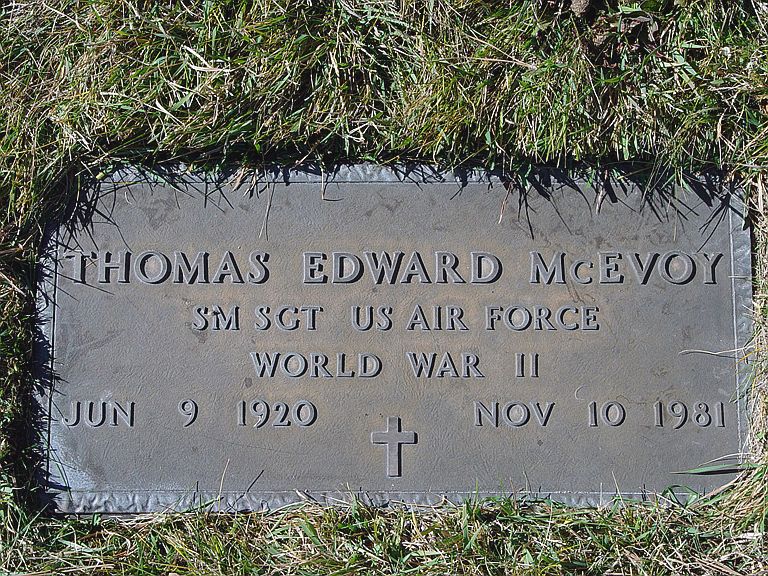 THOMAS EDWARD McEVOY
SM SGT US AIR FORCE
WORLD WAR II
JUN 9 1920 NOV 10 1981